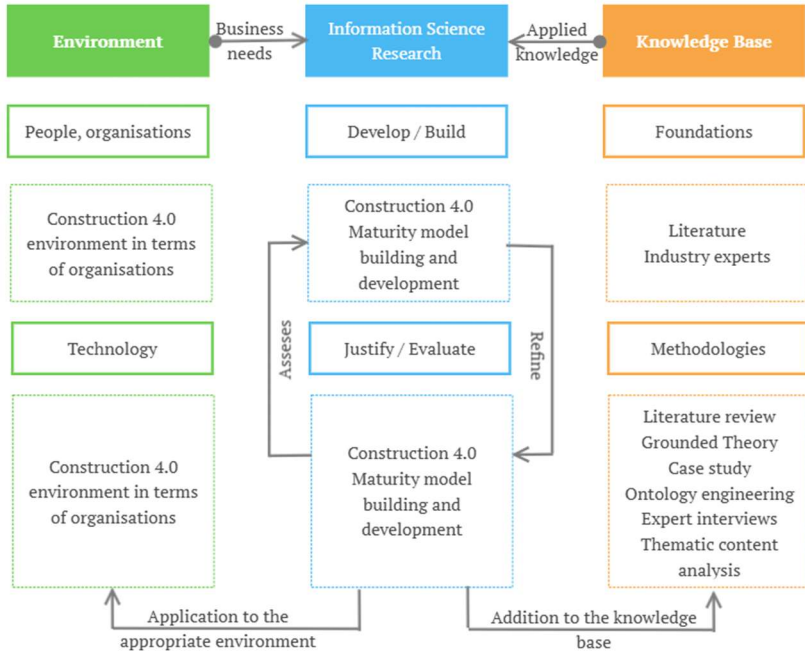 Environment
Business
needs
Information Science
Research
Applied
knowledge
Knowledge Base
People, organisations
Develop / Build
Foundations
Construction 4.0
environment in terms
of organisations
Construction 4.0
Maturity model
building and
development
Literature
Industry experts
Technology
Asseses
Justify / Evaluate
Refine
Methodologies
Construction 4.0
environment in terms
of organisations
Construction 4.0
Maturity model
building and
development
Literature review
Grounded Theory
Case study
Ontology engineering
Expert interviews
Thematic content
analysis
Application to the
appropriate environment
Addition to the knowledge
base